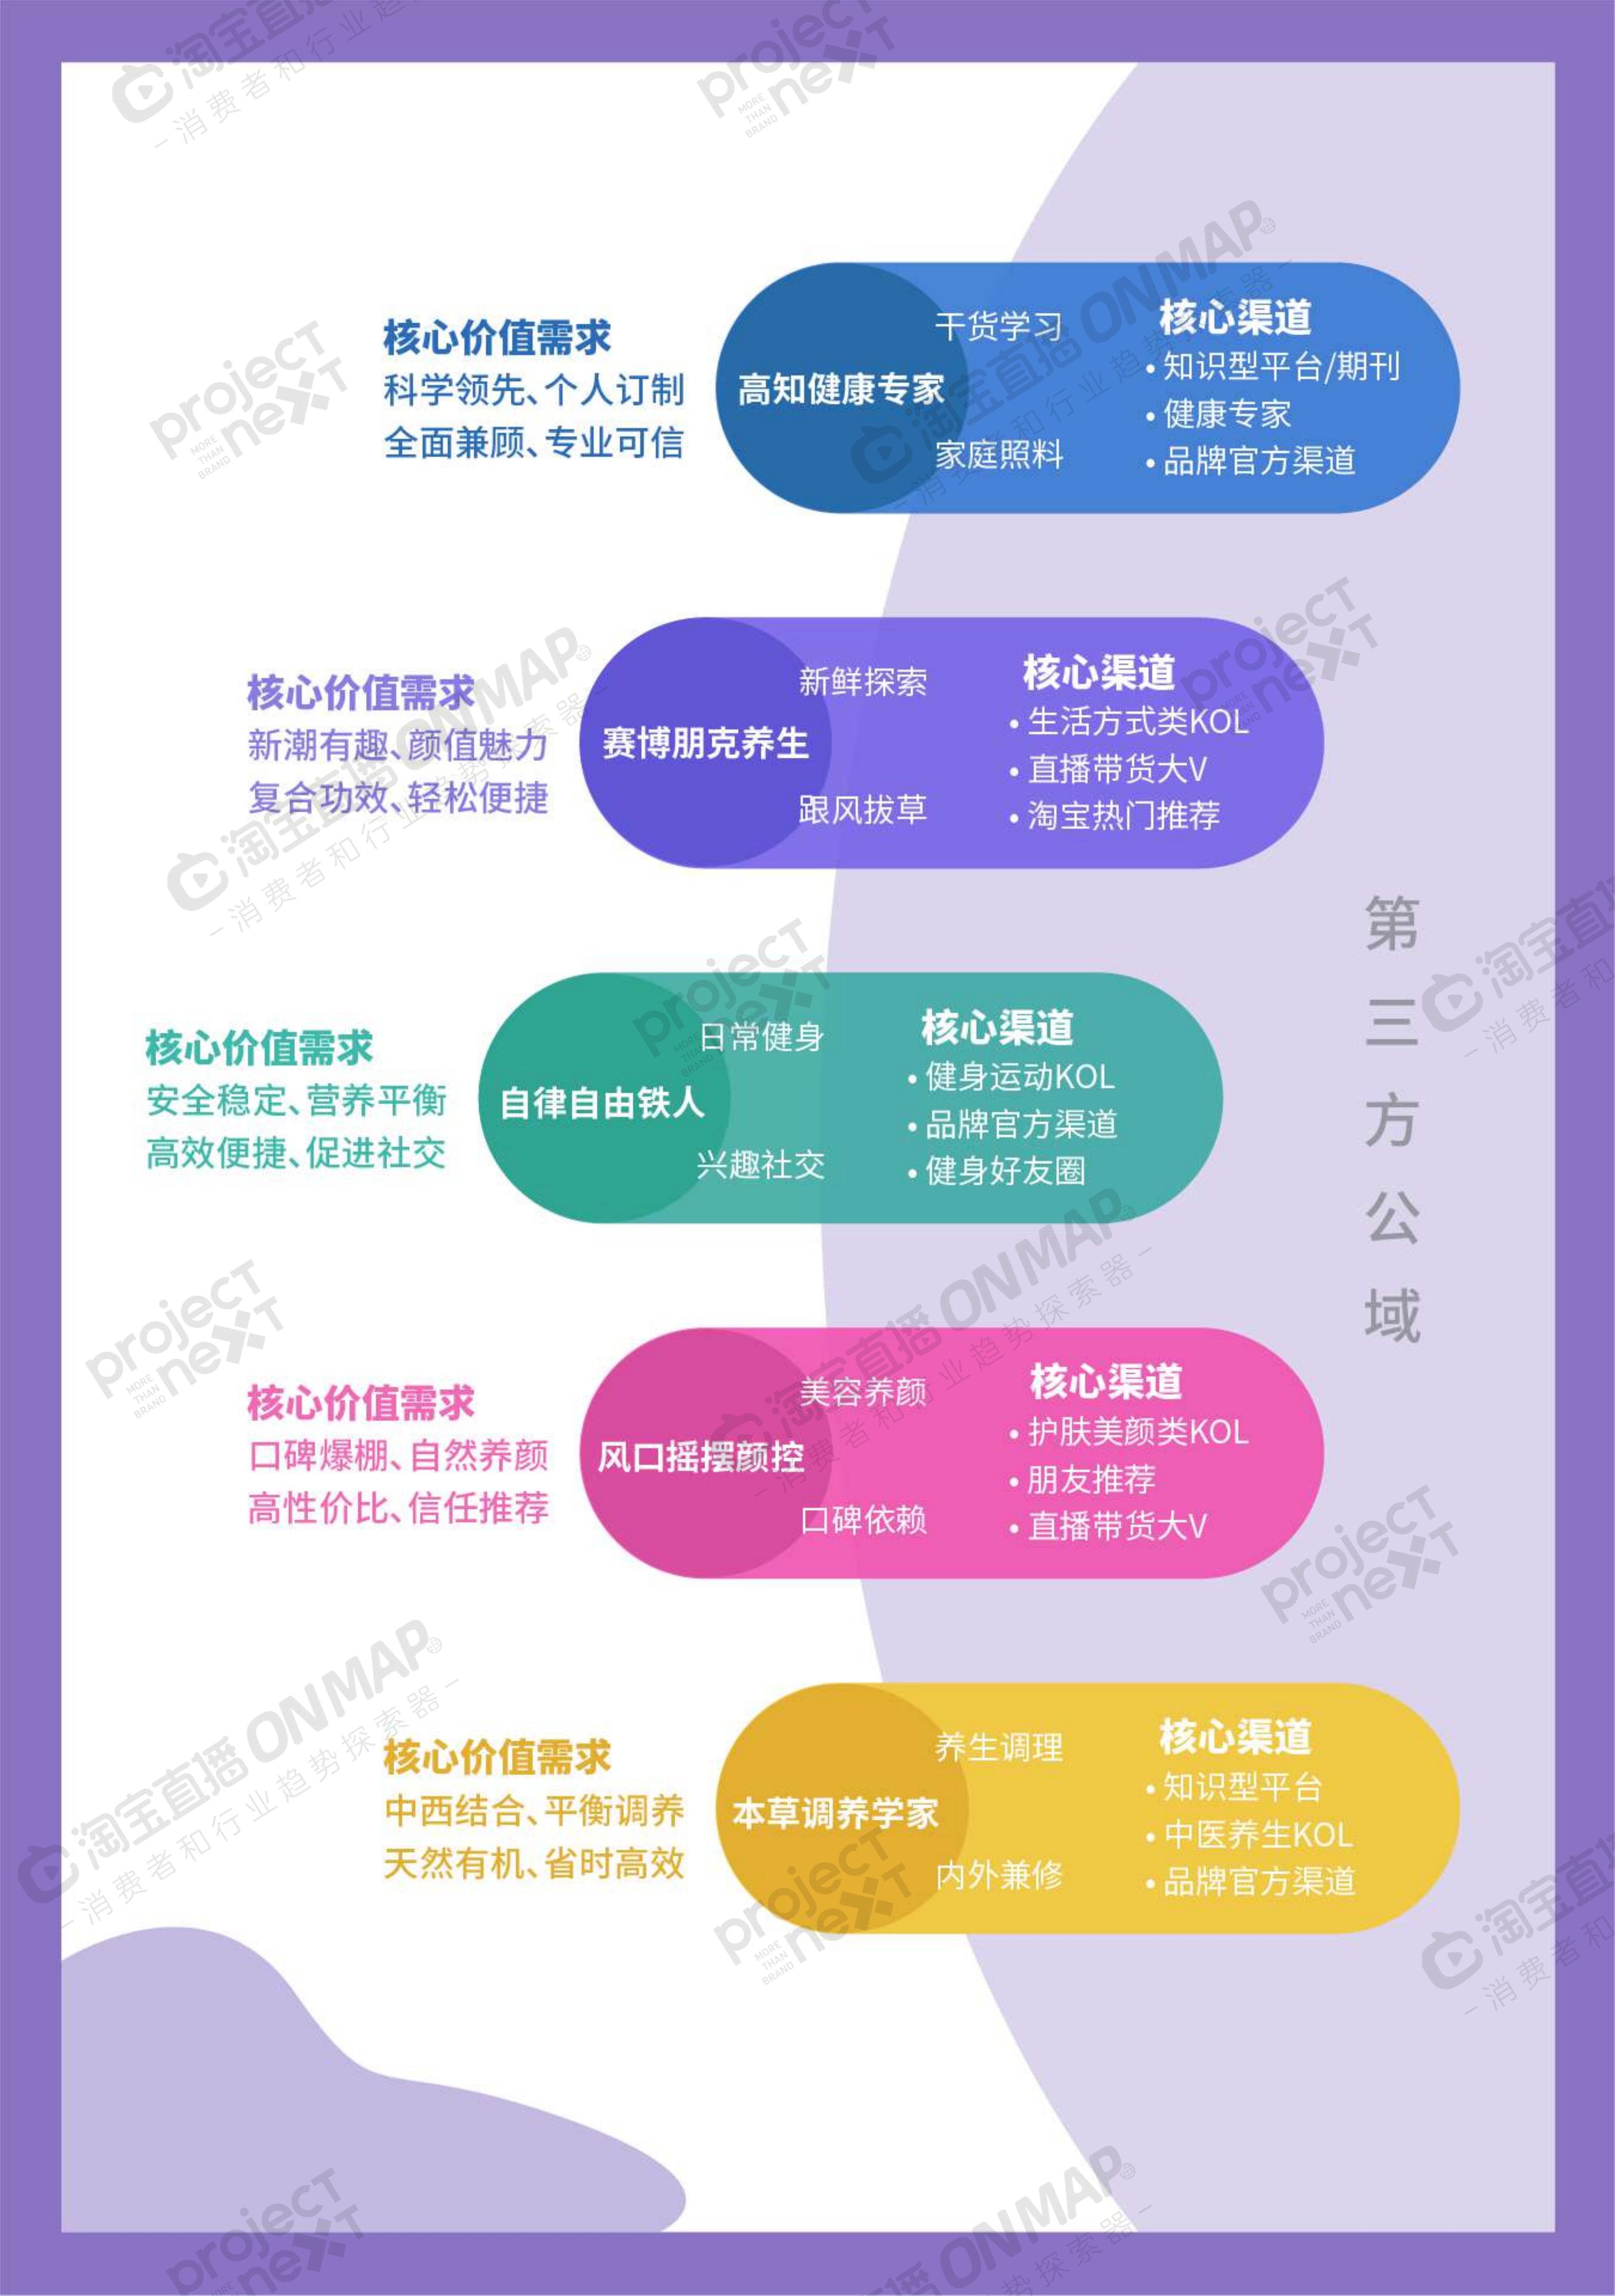 核心价值需求
科学领先、个人订制
全面兼顾、专业可信
高知健康专家
干货学习
家庭照料
核心渠道
• 知识型平台/期刊
• 健康专家
• 品牌官方渠道
核心价值需求
新潮有趣、颜值魅力
复合功效、轻松便捷
赛博朋克养生
新鲜探索
跟风拔草
核心渠道
• 生活方式类KOL
• 直播带货大V
• 淘宝热门推荐
核心价值需求
安全稳定、营养平衡
高效便捷、促进社交
自律自由铁人
日常健身
兴趣社交
核心渠道
• 健身运动KOL
• 品牌官方渠道
• 健身好友圈
核心价值需求
口碑爆棚、自然养颜
高性价比、信任推荐
风口摇摆颜控
美容养颜
口碑依赖
核心渠道
• 护肤美颜类KOL
• 朋友推荐
• 直播带货大V
核心价值需求
中西结合、平衡调养
天然有机、省时高效
本草调养学家
养生调理
内外兼修
核心渠道
• 知识型平台
• 中医养生KOL
• 品牌官方渠道
第三方公域
淘宝直播ONMAP
–消费者和行业趋势探索器–
project
neXT
MORE
THAN
BRAND